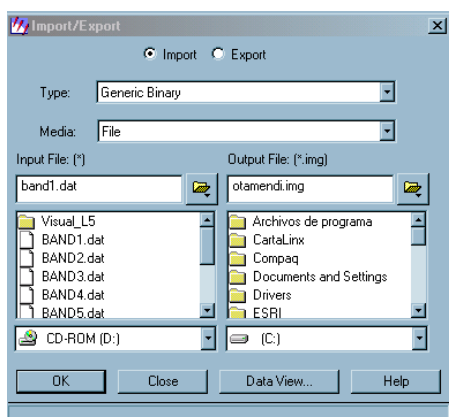 Import/Export
Import Export
Type: Generic Binary
Media: File
Input File: (*) Output File: (*.img)
band1.dat otamendi.img
Visual_L5 Archivos de programa
BAND1.dat CartaLinx
BAND2.dat Compaq
BAND3.dat Documents and Settings
BAND4.dat Drivers
BAND5.dat ESRI
CD-ROM (D:) (C:)
OK Close Data View... Help